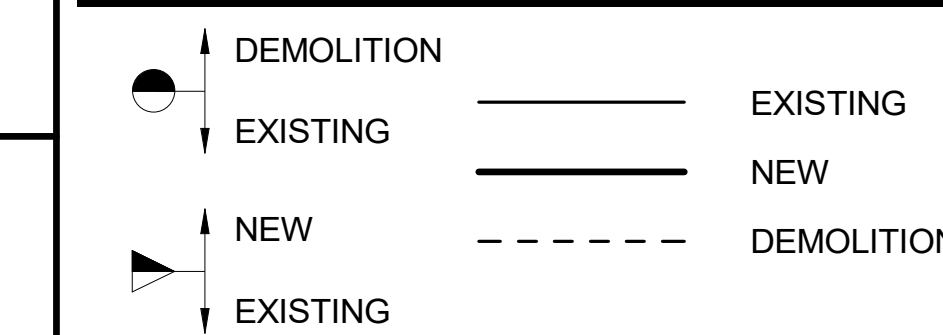 DEMOLITION
EXISTING
NEW
EXISTING
EXISTING
NEW
DEMOLITION